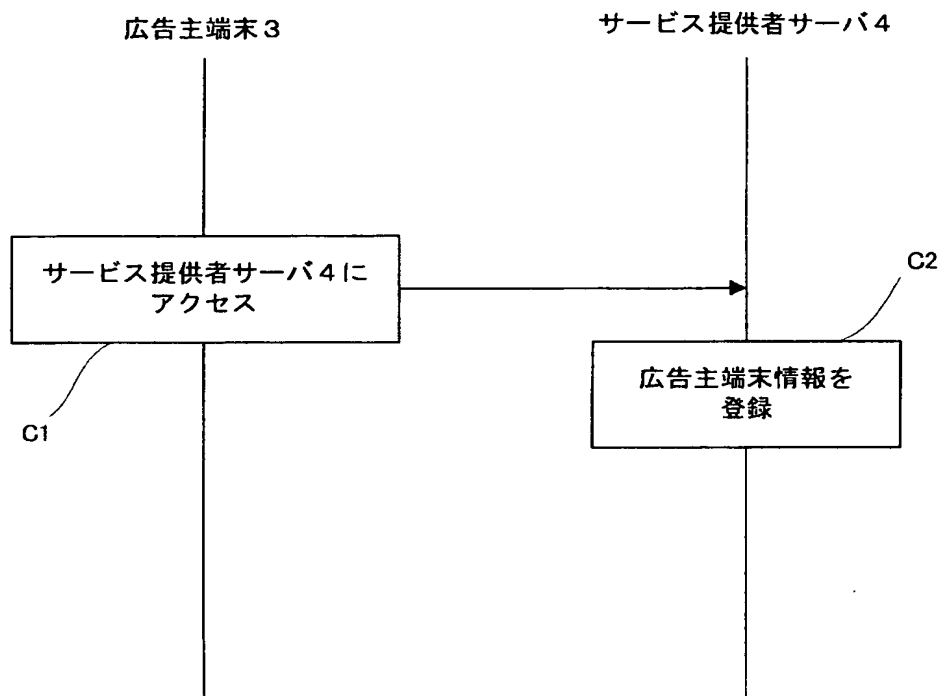 広告主端末3
サービス提供者サーバ4
サービス提供者サーバ4に
アクセス
C1
C2
広告主端末情報を
登録